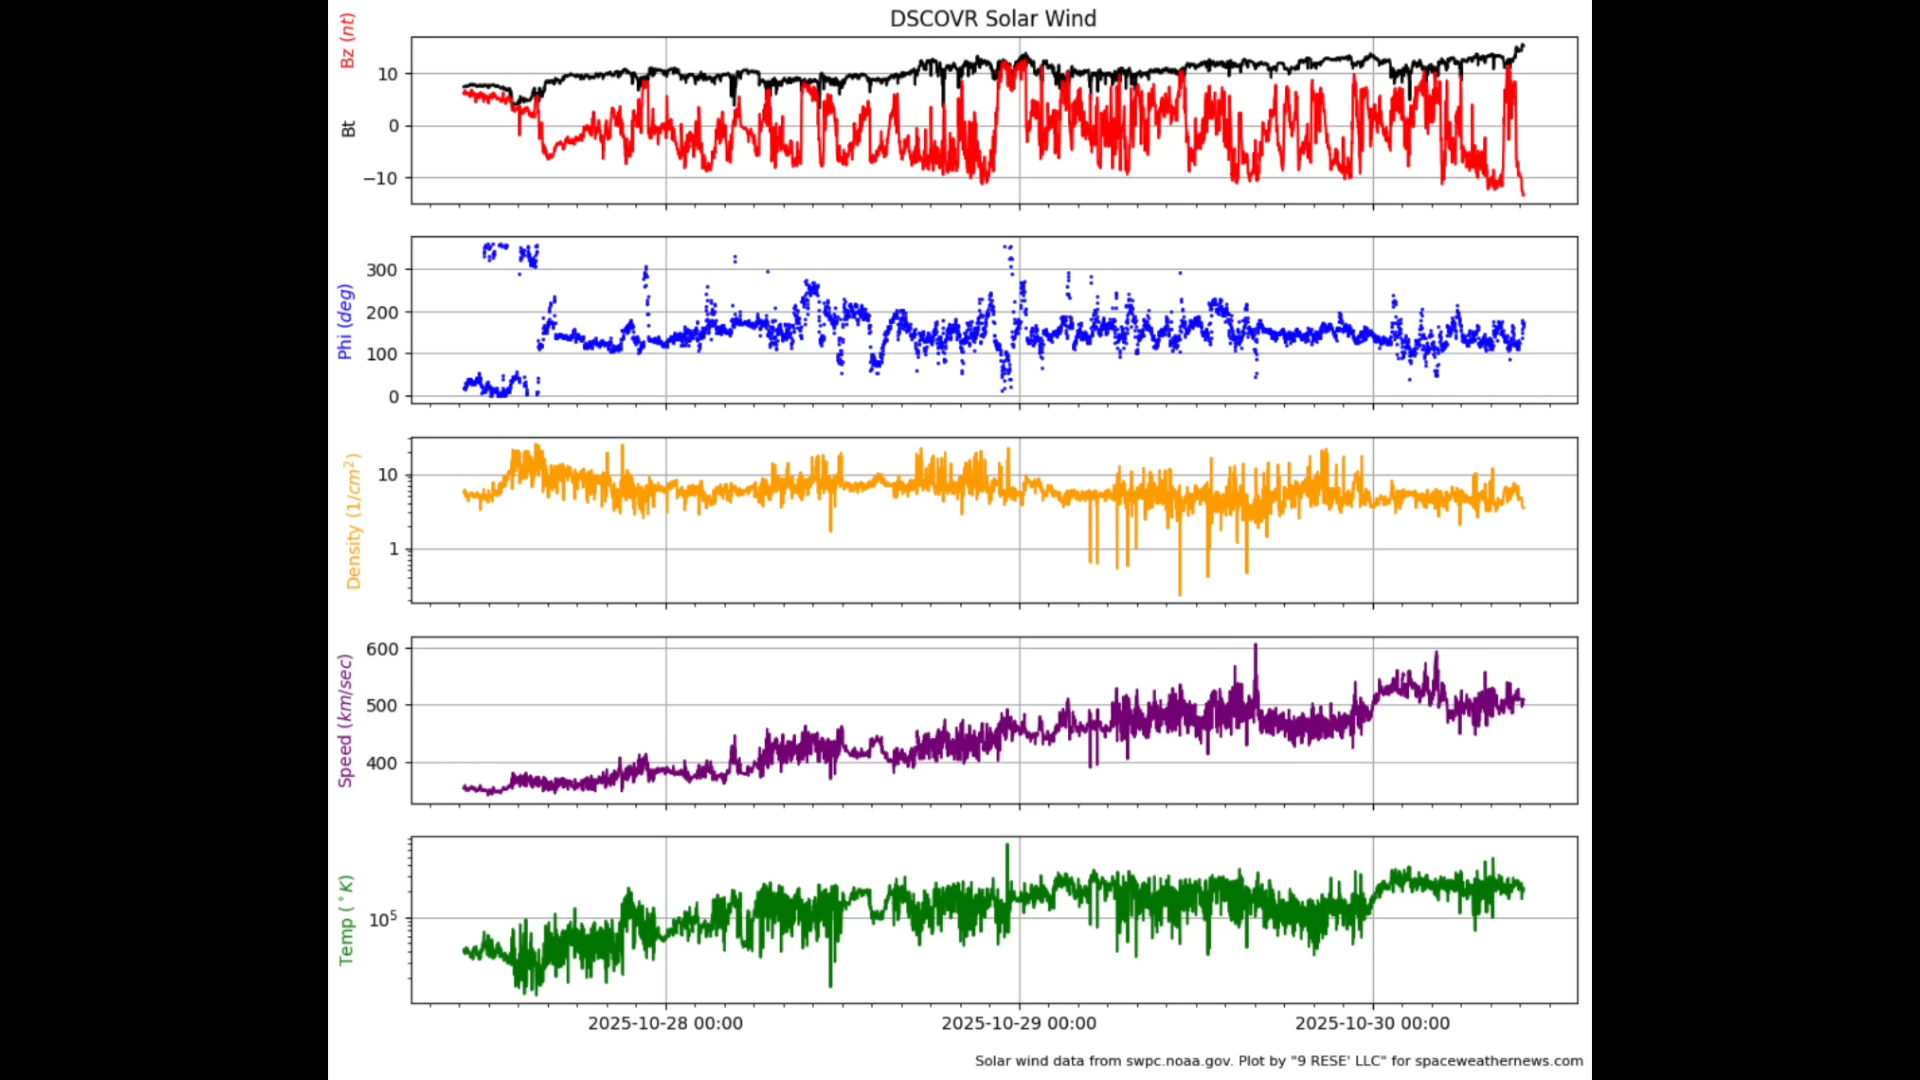 DSCOVR Solar Wind
Bz (nt)
Bt
10
0
−10
Phi (deg)
300
200
100
0
Density (1/cm²)
10
1
Speed (km/sec)
600
500
400
Temp (°K)
10⁵
2025-10-28 00:00 2025-10-29 00:00 2025-10-30 00:00
Solar wind data from swpc.noaa.gov. Plot by "9 RESE' LLC" for spaceweathernews.com